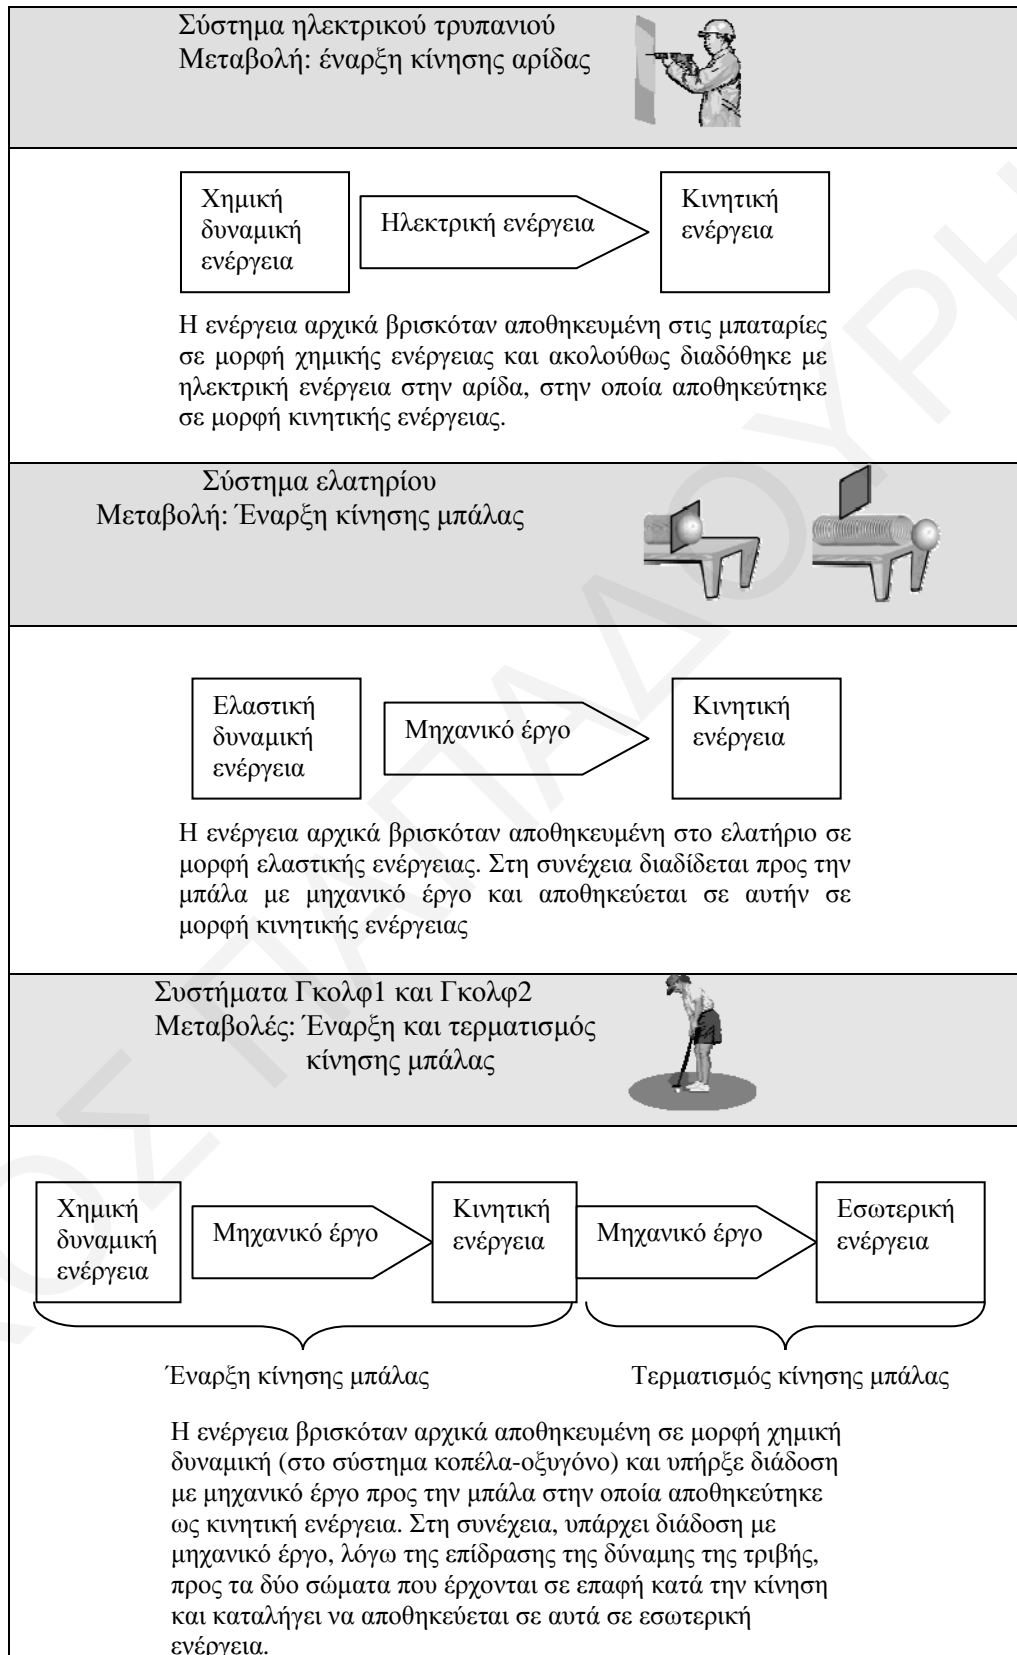 Σύστημα ηλεκτρικού τρυπανιού
Μεταβολή: έναρξη κίνησης αρίδας
Χημική
δυναμική
ενέργεια
Ηλεκτρική ενέργεια
Κινητική
ενέργεια
Η ενέργεια αρχικά βρισκόταν αποθηκευμένη στις μπαταρίες
σε μορφή χημικής ενέργειας και ακολούθως διαδόθηκε με
ηλεκτρική ενέργεια στην αρίδα, στην οποία αποθηκεύτηκε
σε μορφή κινητικής ενέργειας.
Σύστημα ελατηρίου
Μεταβολή: Έναρξη κίνησης μπάλας
Ελαστική
δυναμική
ενέργεια
Μηχανικό έργο
Κινητική
ενέργεια
Η ενέργεια αρχικά βρισκόταν αποθηκευμένη στο ελατήριο σε
μορφή ελαστικής ενέργειας. Στη συνέχεια διαδίδεται προς την
μπάλα με μηχανικό έργο και αποθηκεύεται σε αυτήν σε
μορφή κινητικής ενέργειας
Συστήματα Γκολφ1 και Γκολφ2
Μεταβολές: Έναρξη και τερματισμός
κίνησης μπάλας
Χημική
δυναμική
ενέργεια
Μηχανικό έργο
Κινητική
ενέργεια
Μηχανικό έργο
Εσωτερική
ενέργεια
Έναρξη κίνησης μπάλας
Τερματισμός κίνησης μπάλας
Η ενέργεια βρισκόταν αρχικά αποθηκευμένη σε μορφή χημική
δυναμική (στο σύστημα κοπέλα-οξυγόνο) και υπήρξε διάδοση
με μηχανικό έργο προς την μπάλα στην οποία αποθηκεύτηκε
ως κινητική ενέργεια. Στη συνέχεια, υπάρχει διάδοση με
μηχανικό έργο, λόγω της επίδρασης της δύναμης της τριβής,
προς τα δύο σώματα που έρχονται σε επαφή κατά την κίνηση
και καταλήγει να αποθηκεύεται σε αυτά σε εσωτερική
ενέργεια.